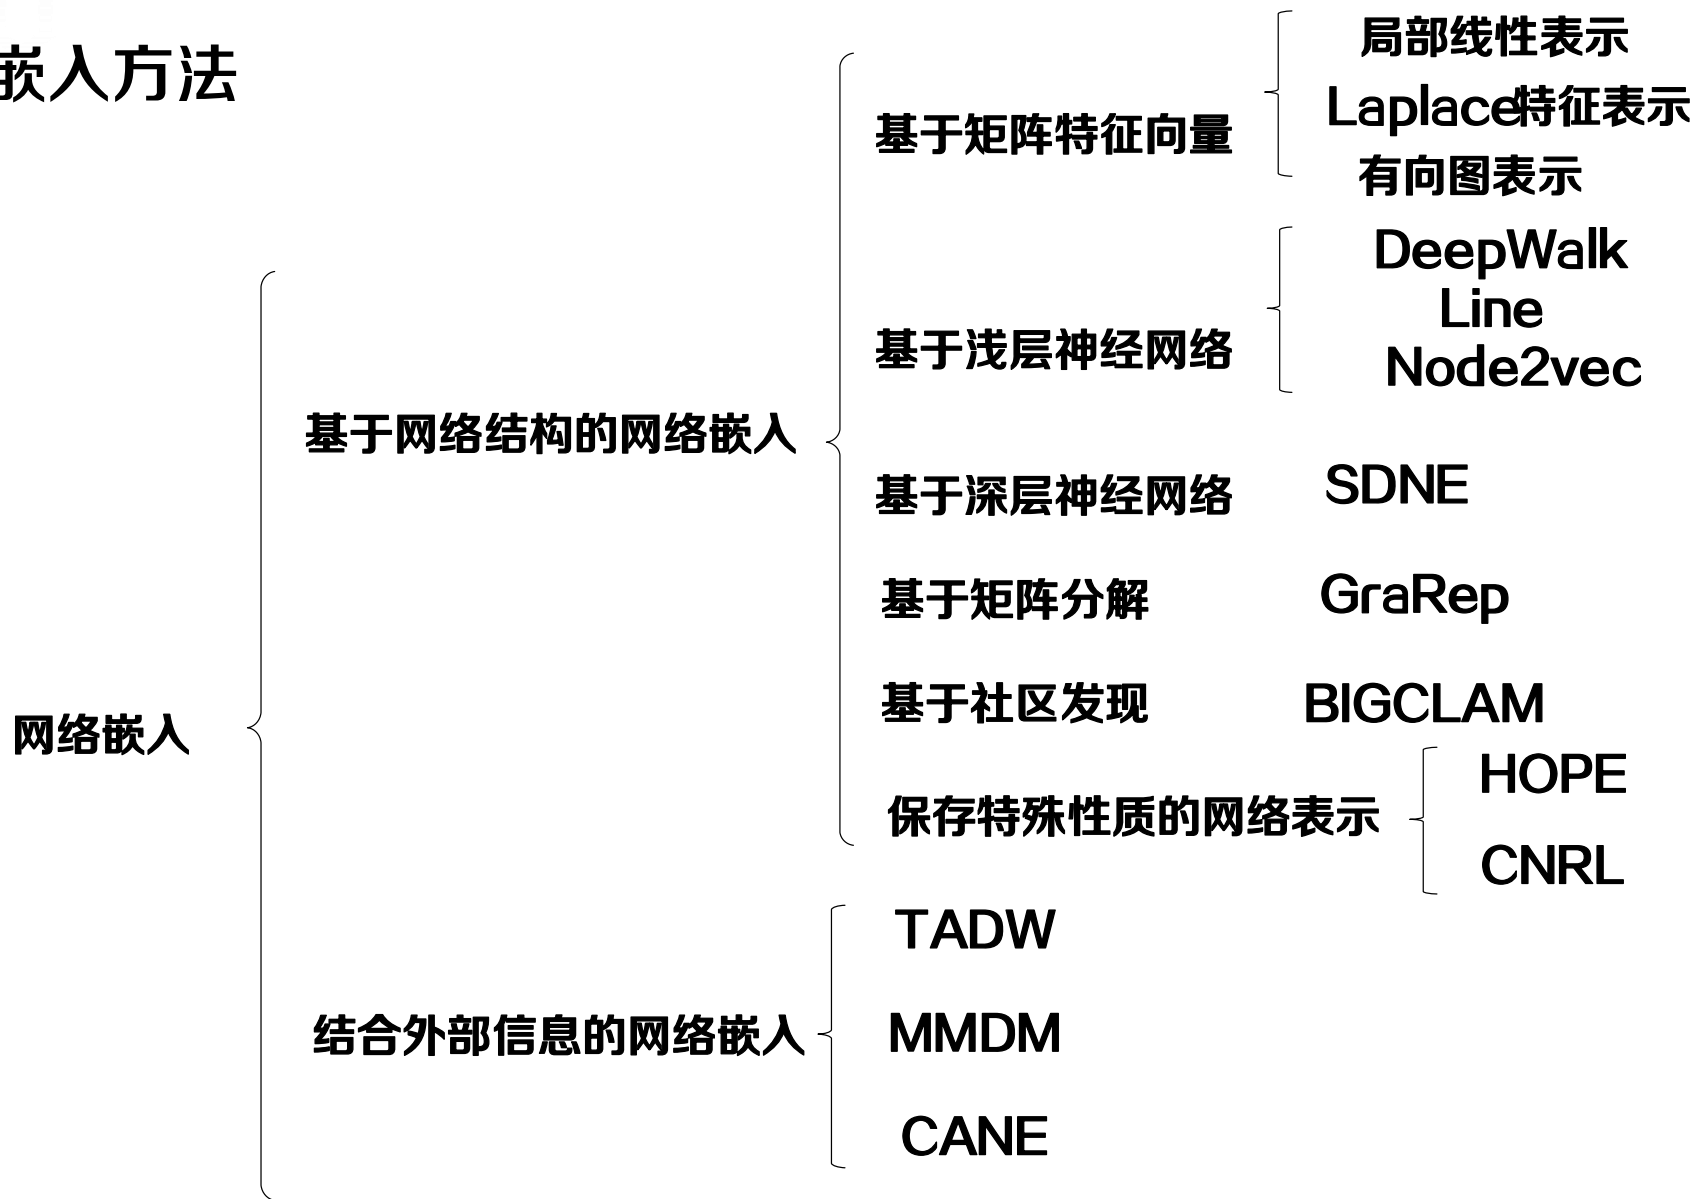 嵌入方法
网络嵌入
基于网络结构的网络嵌入
基于矩阵特征向量
局部线性表示
Laplace特征表示
有向图表示
基于浅层神经网络
DeepWalk
Line
Node2vec
基于深层神经网络
SDNE
基于矩阵分解
GraRep
基于社区发现
BIGCLAM
保存特殊性质的网络表示
HOPE
CNRL
结合外部信息的网络嵌入
TADW
MMDM
CANE